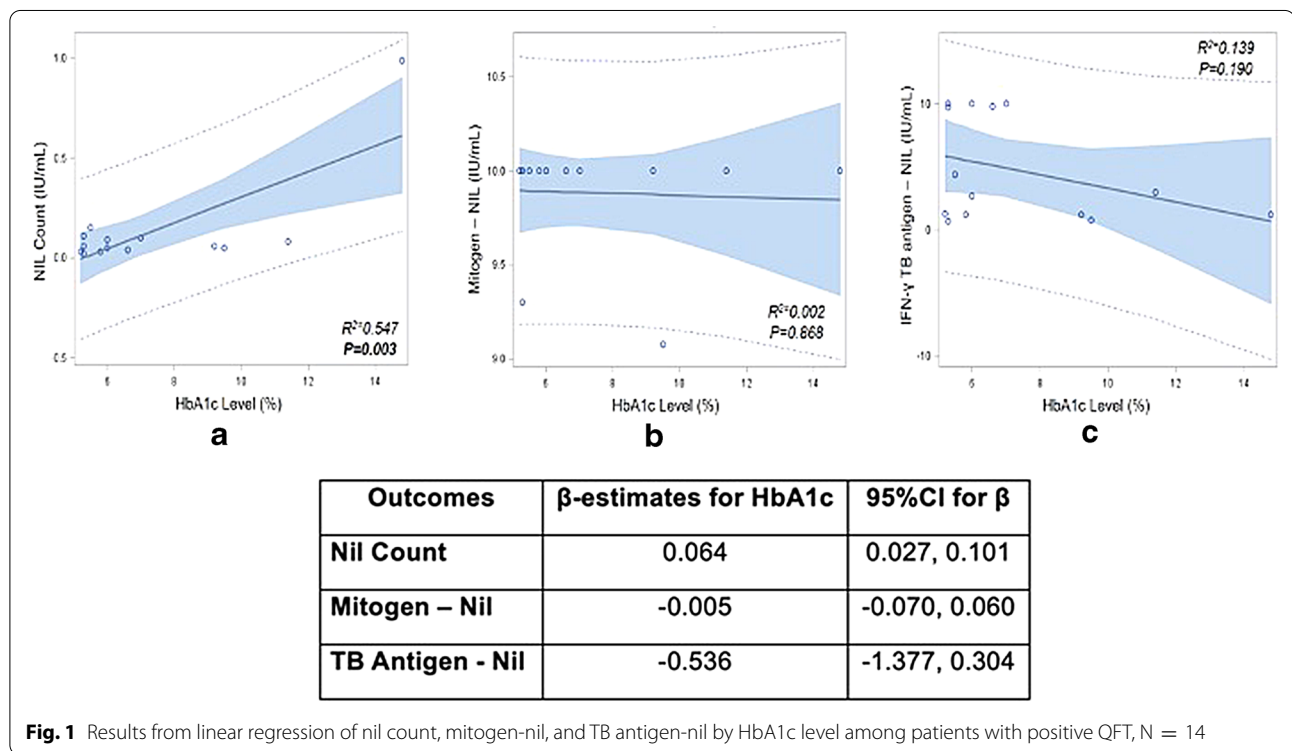 1.0
0.5
0.0
0.5
NIL Count (IU/mL)
R²=0.547
P=0.003
6 8 10 12 14
HbA1c Level (%)
a
10.5
10.0
9.5
9.0
Mitogen – NIL (IU/mL)
R²=0.002
P=0.868
6 8 10 12 14
HbA1c Level (%)
b
R²=0.139
P=0.190
10
0
-10
IFN-γ TB antigen – NIL (IU/mL)
6 8 10 12 14
HbA1c Level (%)
c
Outcomes β-estimates for HbA1c 95%CI for β
Nil Count 0.064 0.027, 0.101
Mitogen – Nil -0.005 -0.070, 0.060
TB Antigen - Nil -0.536 -1.377, 0.304
Fig. 1 Results from linear regression of nil count, mitogen-nil, and TB antigen-nil by HbA1c level among patients with positive QFT, N = 14